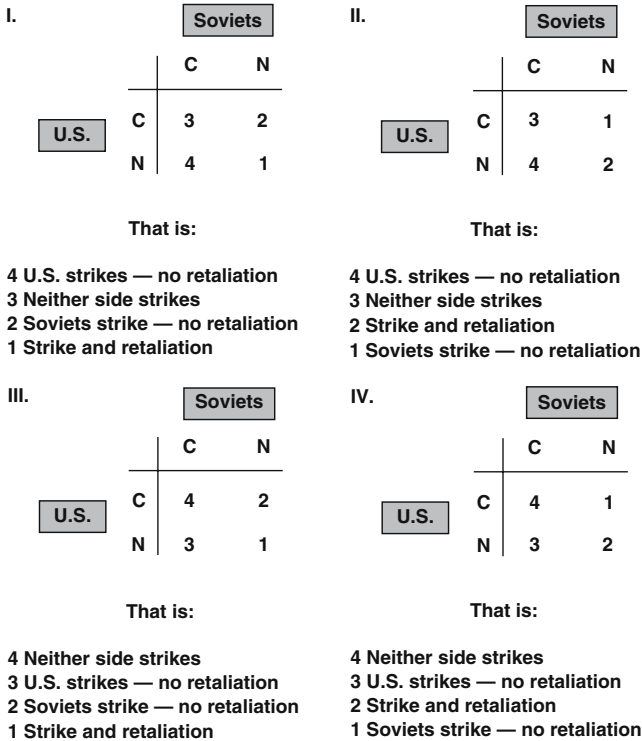 I.
Soviets
C N
U.S.
C 3 2
N 4 1
That is:
4 U.S. strikes — no retaliation
3 Neither side strikes
2 Soviets strike — no retaliation
1 Strike and retaliation
II.
Soviets
C N
U.S.
C 3 1
N 4 2
That is:
4 U.S. strikes — no retaliation
3 Neither side strikes
2 Strike and retaliation
1 Soviets strike — no retaliation
III.
Soviets
C N
U.S.
C 4 2
N 3 1
That is:
4 Neither side strikes
3 U.S. strikes — no retaliation
2 Soviets strike — no retaliation
1 Strike and retaliation
IV.
Soviets
C N
U.S.
C 4 1
N 3 2
That is:
4 Neither side strikes
3 U.S. strikes — no retaliation
2 Strike and retaliation
1 Soviets strike — no retaliation